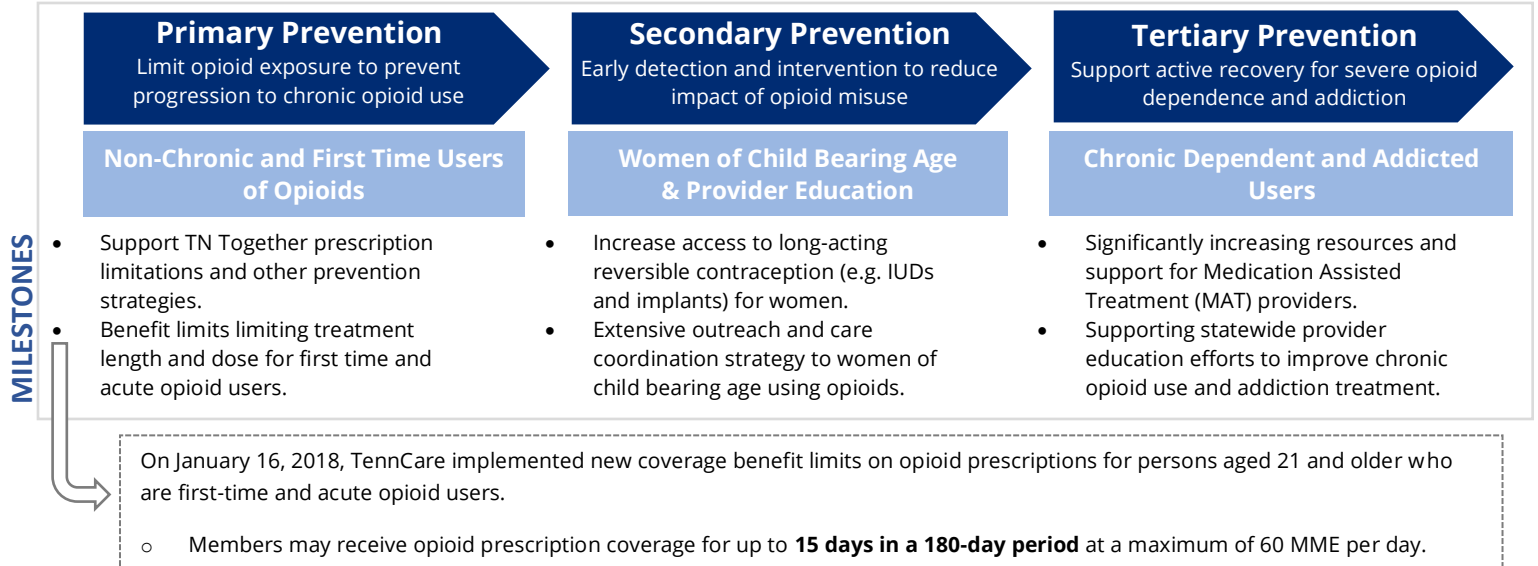 Primary Prevention
Limit opioid exposure to prevent
progression to chronic opioid use
Secondary Prevention
Early detection and intervention to reduce
impact of opioid misuse
Tertiary Prevention
Support active recovery for severe opioid
dependence and addiction
Non-Chronic and First Time Users
of Opioids
Women of Child Bearing Age
& Provider Education
Chronic Dependent and Addicted
Users
MILESTONES
• Support TN Together prescription
limitations and other prevention
strategies.
• Benefit limits limiting treatment
length and dose for first time and
acute opioid users.
• Increase access to long-acting
reversible contraception (e.g. IUDs
and implants) for women.
• Extensive outreach and care
coordination strategy to women of
child bearing age using opioids.
• Significantly increasing resources and
support for Medication Assisted
Treatment (MAT) providers.
• Supporting statewide provider
education efforts to improve chronic
opioid use and addiction treatment.
On January 16, 2018, TennCare implemented new coverage benefit limits on opioid prescriptions for persons aged 21 and older who
are first-time and acute opioid users.
o Members may receive opioid prescription coverage for up to 15 days in a 180-day period at a maximum of 60 MME per day.